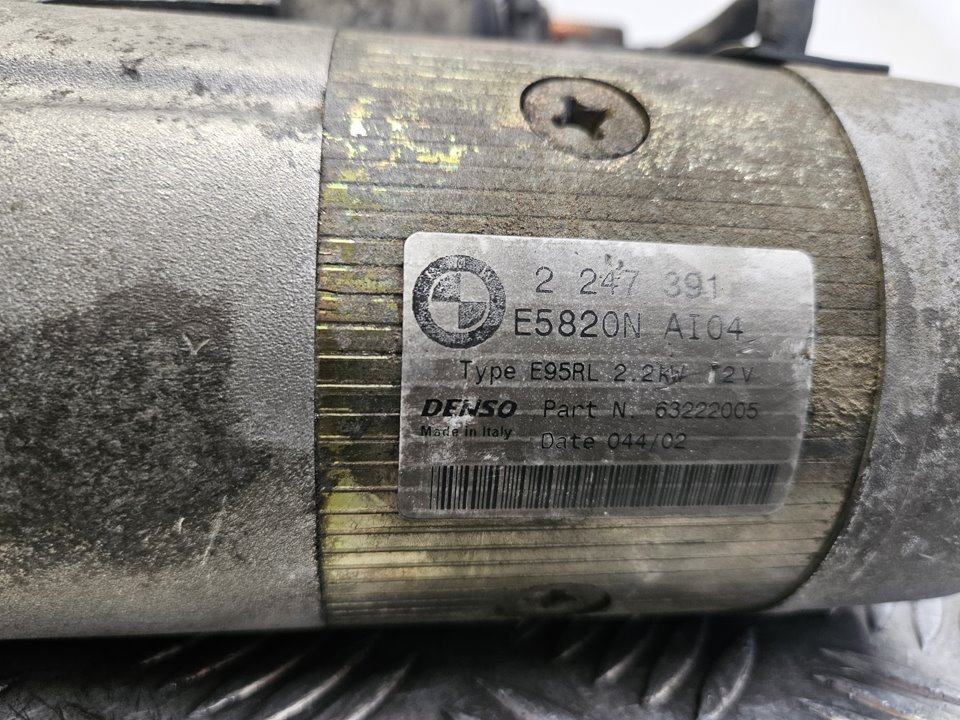 2 247 391
E5820N AI04
Type E95RL 2.2KW 12V
DENSO Part N. 63222005
Made in Italy Date 044/02